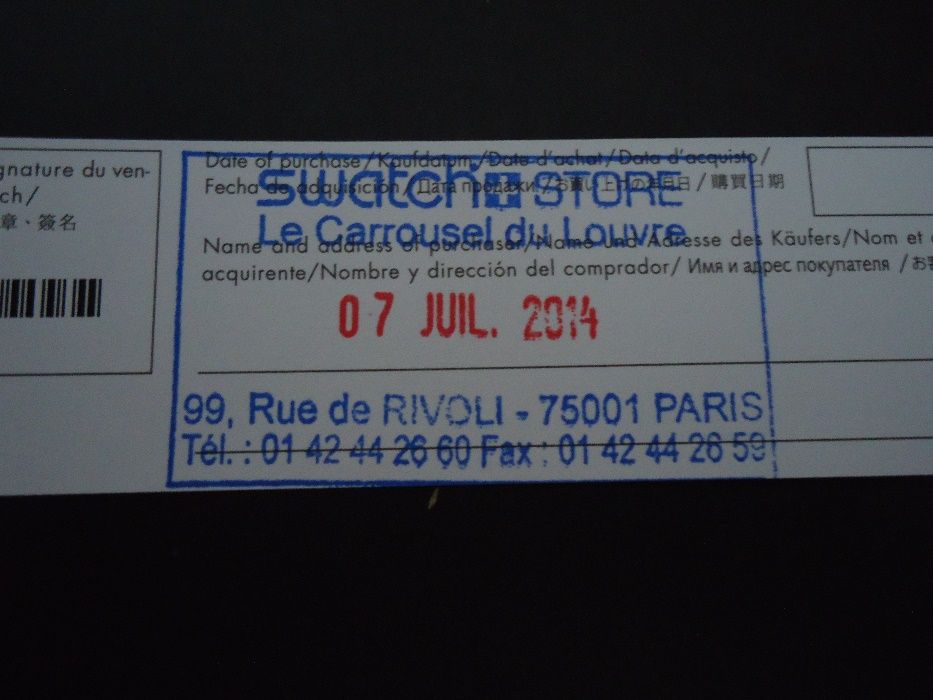 gnature du ven-
ch/
章、簽名
Date of purchase/Kaufdatum/Date d'achat/Data d'acquisto/
Fecha de adquisición/Дата продажи/お買い上げの年月日/購買日期
swatch STORE
Le Carrousel du Louvre
Name and address of purchaser/Name und Adresse des Käufers/Nom et
acquirente/Nombre y dirección del comprador/Имя и адрес покупателя /お
07 JUIL. 2014
99, Rue de RIVOLI - 75001 PARIS
Tél. : 01 42 44 26 60 Fax : 01 42 44 26 59